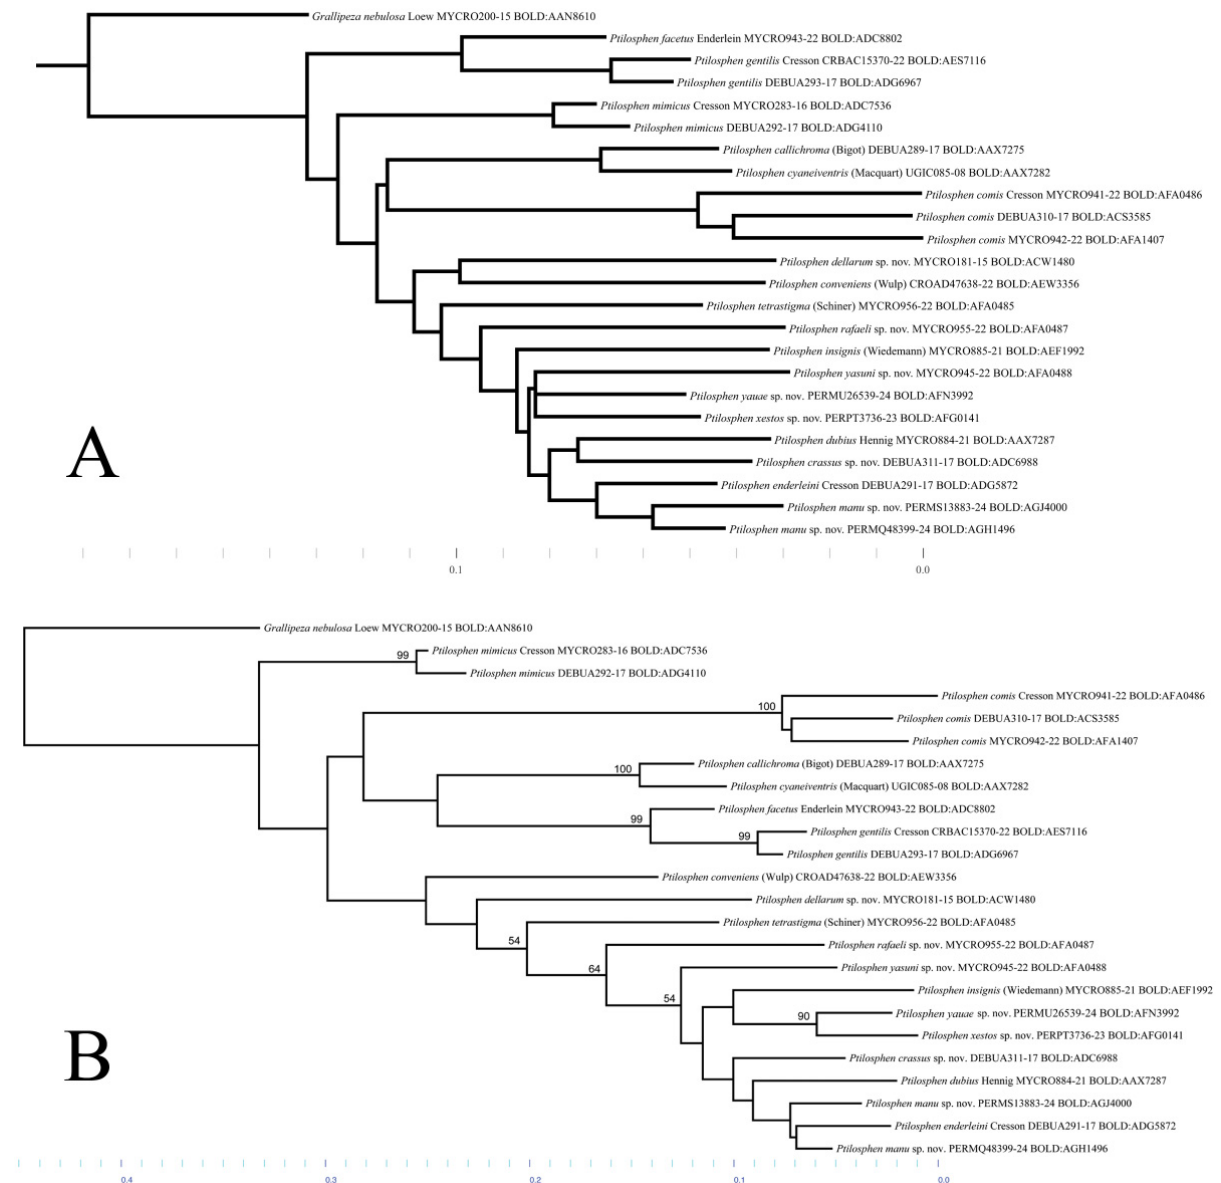 Grallipeza nebulosa Loew MYCRO200-15 BOLD:AAN8610
Ptilosphen facetus Enderlein MYCRO943-22 BOLD:ADC8802
Ptilosphen gentilis Cresson CRBAC15370-22 BOLD:AES7116
Ptilosphen gentilis DEBUA293-17 BOLD:ADG6967
Ptilosphen mimicus Cresson MYCRO283-16 BOLD:ADC7536
Ptilosphen mimicus DEBUA292-17 BOLD:ADG4110
Ptilosphen callichroma (Bigot) DEBUA289-17 BOLD:AAX7275
Ptilosphen cyaneiventris (Macquart) UGIC085-08 BOLD:AAX7282
Ptilosphen comis Cresson MYCRO941-22 BOLD:AFA0486
Ptilosphen comis DEBUA310-17 BOLD:ACS3585
Ptilosphen comis MYCRO942-22 BOLD:AFA1407
Ptilosphen dellarum sp. nov. MYCRO181-15 BOLD:ACW1480
Ptilosphen conveniens (Wulp) CROAD47638-22 BOLD:AEW3356
Ptilosphen tetrastigma (Schiner) MYCRO956-22 BOLD:AFA0485
Ptilosphen rafaeli sp. nov. MYCRO955-22 BOLD:AFA0487
Ptilosphen insignis (Wiedemann) MYCRO885-21 BOLD:AEF1992
Ptilosphen yasuni sp. nov. MYCRO945-22 BOLD:AFA0488
Ptilosphen yauae sp. nov. PERMU26539-24 BOLD:AFN3992
Ptilosphen xestos sp. nov. PERPT3736-23 BOLD:AFG0141
Ptilosphen dubius Hennig MYCRO884-21 BOLD:AAX7287
A
Ptilosphen crassus sp. nov. DEBUA311-17 BOLD:ADC6988
Ptilosphen enderleini Cresson DEBUA291-17 BOLD:ADG5872
Ptilosphen manu sp. nov. PERMS13883-24 BOLD:AGJ4000
Ptilosphen manu sp. nov. PERMQ48399-24 BOLD:AGH1496
0.1 0.0
Grallipeza nebulosa Loew MYCRO200-15 BOLD:AAN8610
99 Ptilosphen mimicus Cresson MYCRO283-16 BOLD:ADC7536
Ptilosphen mimicus DEBUA292-17 BOLD:ADG4110
Ptilosphen comis Cresson MYCRO941-22 BOLD:AFA0486
100
Ptilosphen comis DEBUA310-17 BOLD:ACS3585
Ptilosphen comis MYCRO942-22 BOLD:AFA1407
Ptilosphen callichroma (Bigot) DEBUA289-17 BOLD:AAX7275
100
Ptilosphen cyaneiventris (Macquart) UGIC085-08 BOLD:AAX7282
Ptilosphen facetus Enderlein MYCRO943-22 BOLD:ADC8802
99
Ptilosphen gentilis Cresson CRBAC15370-22 BOLD:AES7116
99
Ptilosphen gentilis DEBUA293-17 BOLD:ADG6967
Ptilosphen conveniens (Wulp) CROAD47638-22 BOLD:AEW3356
Ptilosphen dellarum sp. nov. MYCRO181-15 BOLD:ACW1480
Ptilosphen tetrastigma (Schiner) MYCRO956-22 BOLD:AFA0485
54
Ptilosphen rafaeli sp. nov. MYCRO955-22 BOLD:AFA0487
64
Ptilosphen yasuni sp. nov. MYCRO945-22 BOLD:AFA0488
Ptilosphen insignis (Wiedemann) MYCRO885-21 BOLD:AEF1992
54
Ptilosphen yauae sp. nov. PERMU26539-24 BOLD:AFN3992
90
Ptilosphen xestos sp. nov. PERPT3736-23 BOLD:AFG0141
B
Ptilosphen crassus sp. nov. DEBUA311-17 BOLD:ADC6988
Ptilosphen dubius Hennig MYCRO884-21 BOLD:AAX7287
Ptilosphen manu sp. nov. PERMS13883-24 BOLD:AGJ4000
Ptilosphen enderleini Cresson DEBUA291-17 BOLD:ADG5872
Ptilosphen manu sp. nov. PERMQ48399-24 BOLD:AGH1496
0.4 0.3 0.2 0.1 0.0